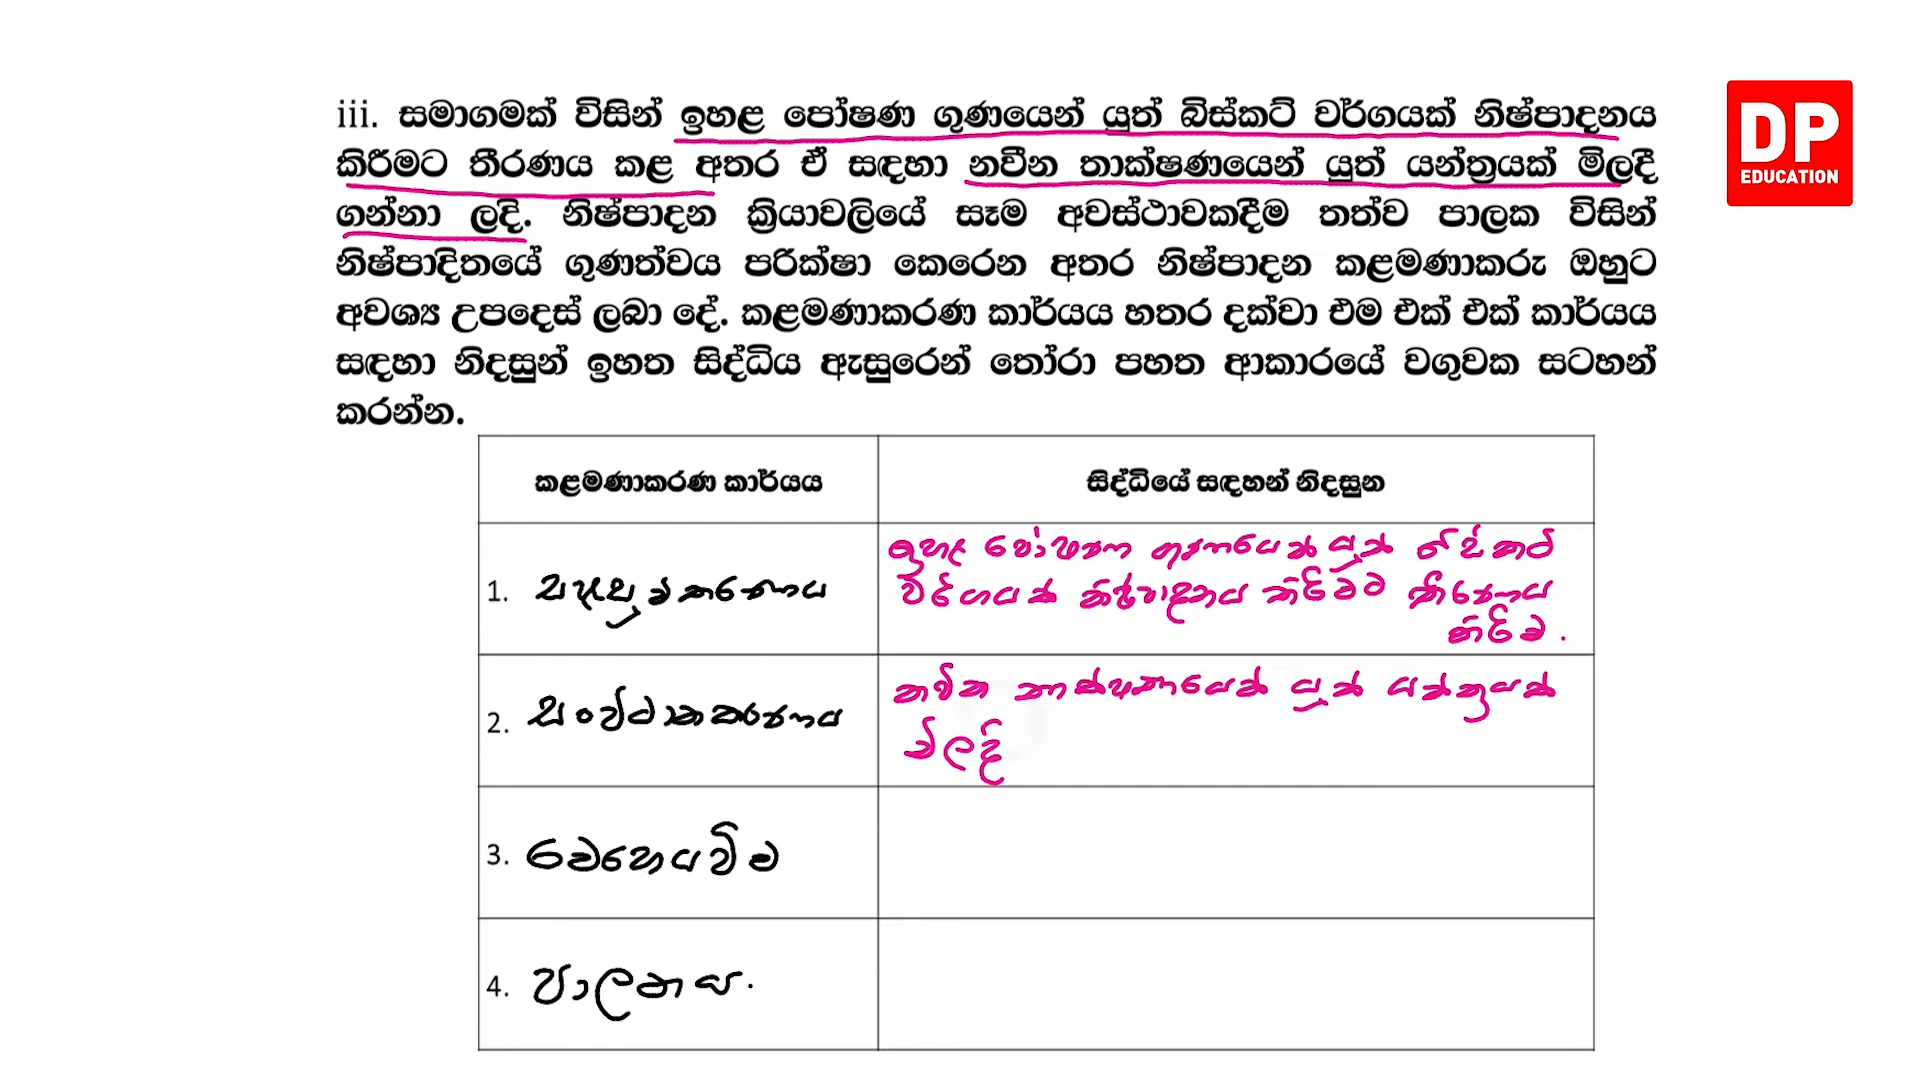 iii. සමාගමක් විසින් ඉහළ පෝෂණ ගුණයෙන් යුත් බිස්කට් වර්ගයක් නිෂ්පාදනය
කිරීමට තීරණය කළ අතර ඒ සඳහා නවීන තාක්ෂණයෙන් යුත් යන්ත්‍රයක් මිලදී
ගන්නා ලදි. නිෂ්පාදන ක්‍රියාවලියේ සෑම අවස්ථාවකදීම තත්ව පාලක විසින්
නිෂ්පාදිතයේ ගුණත්වය පරික්ෂා කෙරෙන අතර නිෂ්පාදන කළමණාකරු ඔහුට
අවශ්‍ය උපදෙස් ලබා දේ. කළමණාකරණ කාර්යය හතර දක්වා එම එක් එක් කාර්යය
සඳහා නිදසුන් ඉහත සිද්ධිය ඇසුරෙන් තෝරා පහත ආකාරයේ වගුවක සටහන්
කරන්න.
DP
EDUCATION
කළමණාකරණ කාර්යය
සිද්ධියේ සඳහන් නිදසුන
1. සැලසුම්කරණය
ඉහළ පෝෂණ ගුණයෙන් යුත් බිස්කට්
වර්ගයක් නිෂ්පාදනය කිරීමට තීරණය
කිරීම.
2. සංවිධානකරණය
නවීන තාක්ෂණයෙන් යුත් යන්ත්‍රයක්
මිලදී
3. මෙහෙයවීම
4. පාලනය.